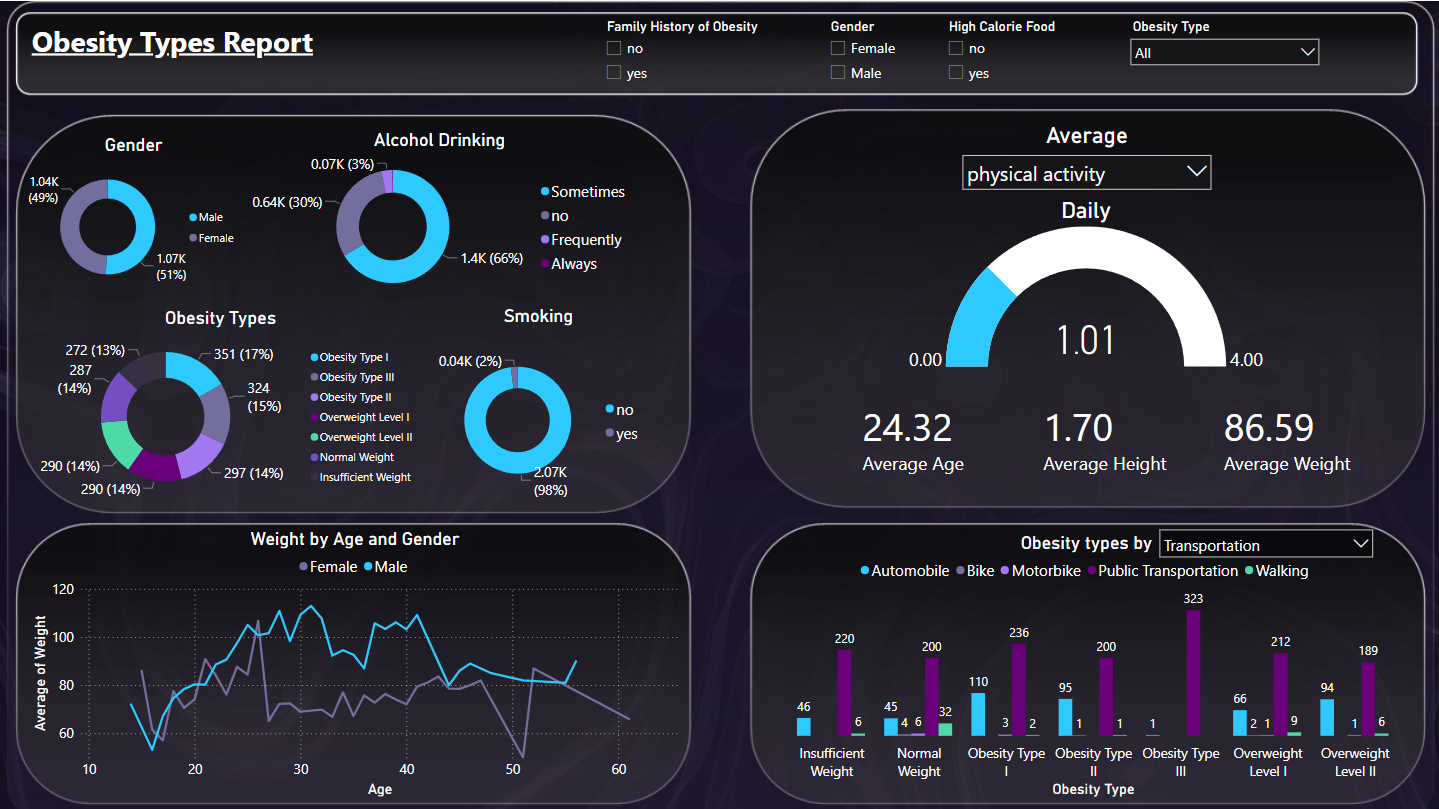 Obesity Types Report
Family History of Obesity
no
yes
Gender
Female
Male
High Calorie Food
no
yes
Obesity Type
All
Gender
1.04K
(49%)
1.07K
(51%)
Male
Female
Alcohol Drinking
0.07K (3%)
0.64K (30%)
1.4K (66%)
Sometimes
no
Frequently
Always
Obesity Types
272 (13%)
351 (17%)
287
(14%)
324
(15%)
290 (14%)
297 (14%)
290 (14%)
Obesity Type I
Obesity Type III
Obesity Type II
Overweight Level I
Overweight Level II
Normal Weight
Insufficient Weight
Smoking
0.04K (2%)
2.07K
(98%)
no
yes
Average
physical activity
Daily
1.01
0.00
4.00
24.32
Average Age
1.70
Average Height
86.59
Average Weight
Weight by Age and Gender
Female Male
Average of Weight
120
100
80
60
10 20 30 40 50 60
Age
Obesity types by Transportation
Automobile Bike Motorbike Public Transportation Walking
46 220 6
45 4 6 200 32
110 3 236 2
95 1 200 1
1 323
66 2 1 212 9
94 1 189 6
Insufficient
Weight
Normal
Weight
Obesity Type
I
Obesity Type
II
Obesity Type
III
Overweight
Level I
Overweight
Level II
Obesity Type